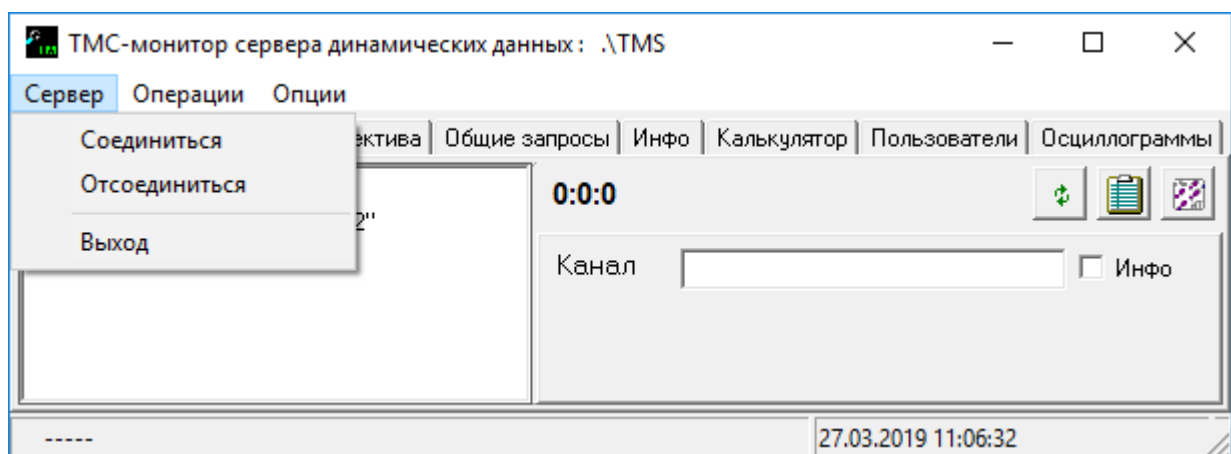 ТМС-монитор сервера динамических данных : .\TMS
Сервер Операции Опции
Соединиться
Отсоединиться
Выход
Общие запросы Инфо Калькулятор Пользователи Осциллограммы
0:0:0
2"
Канал
Инфо
-----
27.03.2019 11:06:32